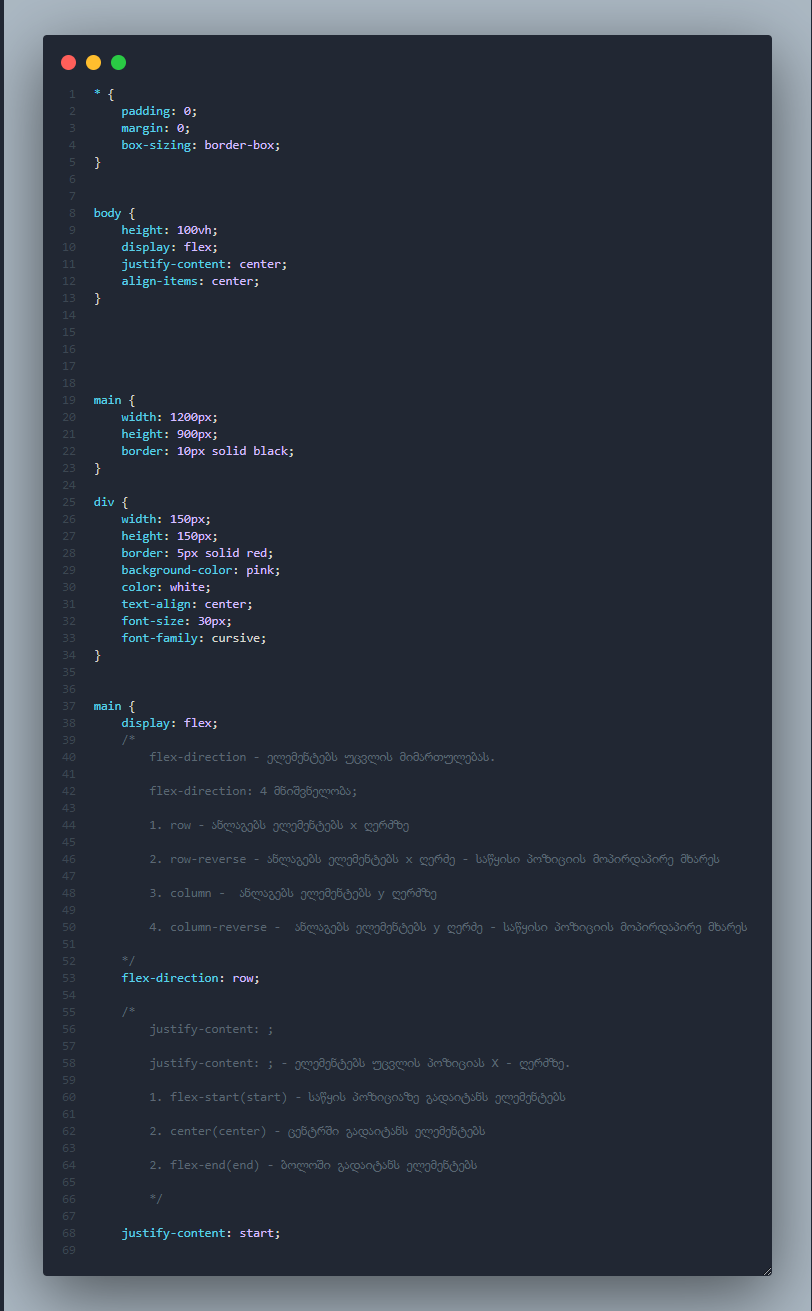 1 * {
2 padding: 0;
3 margin: 0;
4 box-sizing: border-box;
5 }
6
7
8 body {
9 height: 100vh;
10 display: flex;
11 justify-content: center;
12 align-items: center;
13 }
14
15
16
17
18
19 main {
20 width: 1200px;
21 height: 900px;
22 border: 10px solid black;
23 }
24
25 div {
26 width: 150px;
27 height: 150px;
28 border: 5px solid red;
29 background-color: pink;
30 color: white;
31 text-align: center;
32 font-size: 30px;
33 font-family: cursive;
34 }
35
36
37 main {
38 display: flex;
39 /*
40 flex-direction - ელემენტებს უცვლის მიმართულებას.
41
42 flex-direction: 4 მნიშვნელობა;
43
44 1. row - ანლაგებს ელემენტებს x ღერძზე
45
46 2. row-reverse - ანლაგებს ელემენტებს x ღერძე - საწყისი პოზიციის მოპირდაპირე მხარეს
47
48 3. column - ანლაგებს ელემენტებს y ღერძზე
49
50 4. column-reverse - ანლაგებს ელემენტებს y ღერძე - საწყისი პოზიციის მოპირდაპირე მხარეს
51
52 */
53 flex-direction: row;
54
55 /*
56 justify-content: ;
57
58 justify-content: ; - ელემენტებს უცვლის პოზიციას X - ღერძზე.
59
60 1. flex-start(start) - საწყის პოზიციაზე გადაიტანს ელემენტებს
61
62 2. center(center) - ცენტრში გადაიტანს ელემენტებს
63
64 2. flex-end(end) - ბოლოში გადაიტანს ელემენტებს
65
66 */
67
68 justify-content: start;
69